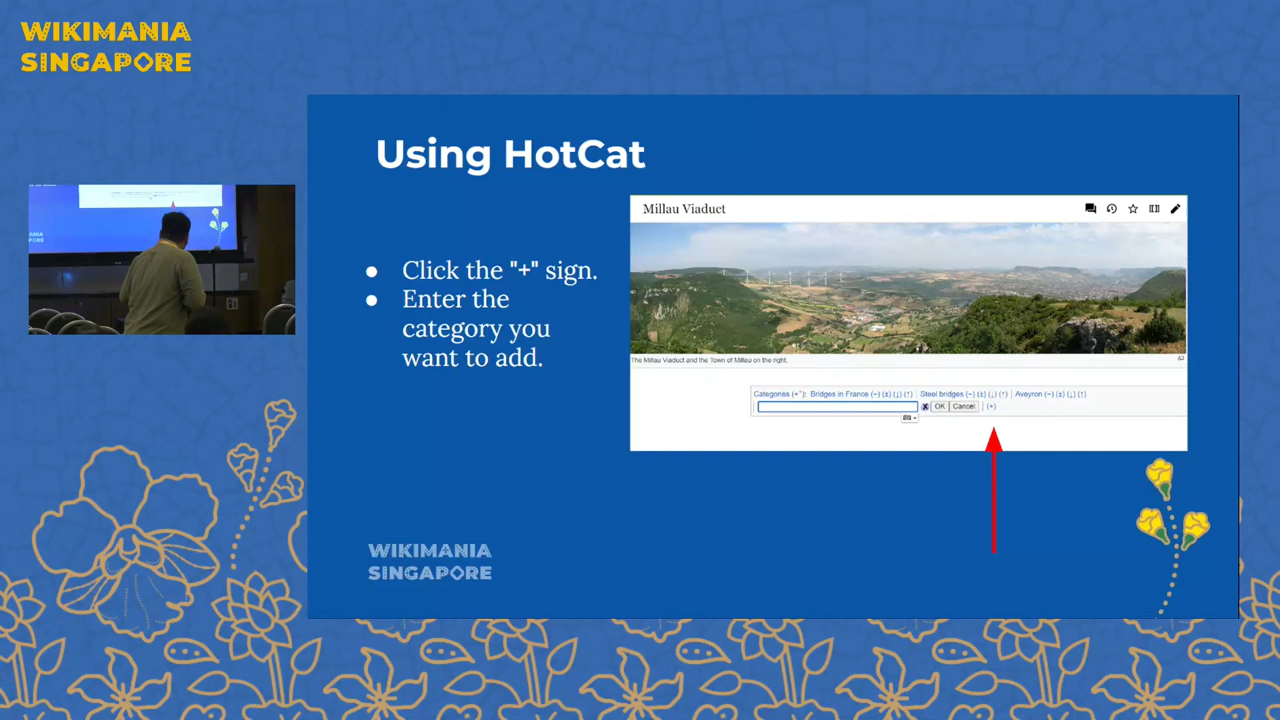 WIKIMANIA
SINGAPORE
Using HotCat
● Click the "+" sign.
● Enter the
category you
want to add.
Millau Viaduct
The Millau Viaduct and the Town of Millau on the right.
Categories (+⁺): Bridges in France (−) (±) (↓) (↑) | Steel bridges (−) (±) (↓) (↑) | Aveyron (−) (±) (↓) (↑)
| X OK Cancel | (+)
WIKIMANIA
SINGAPORE